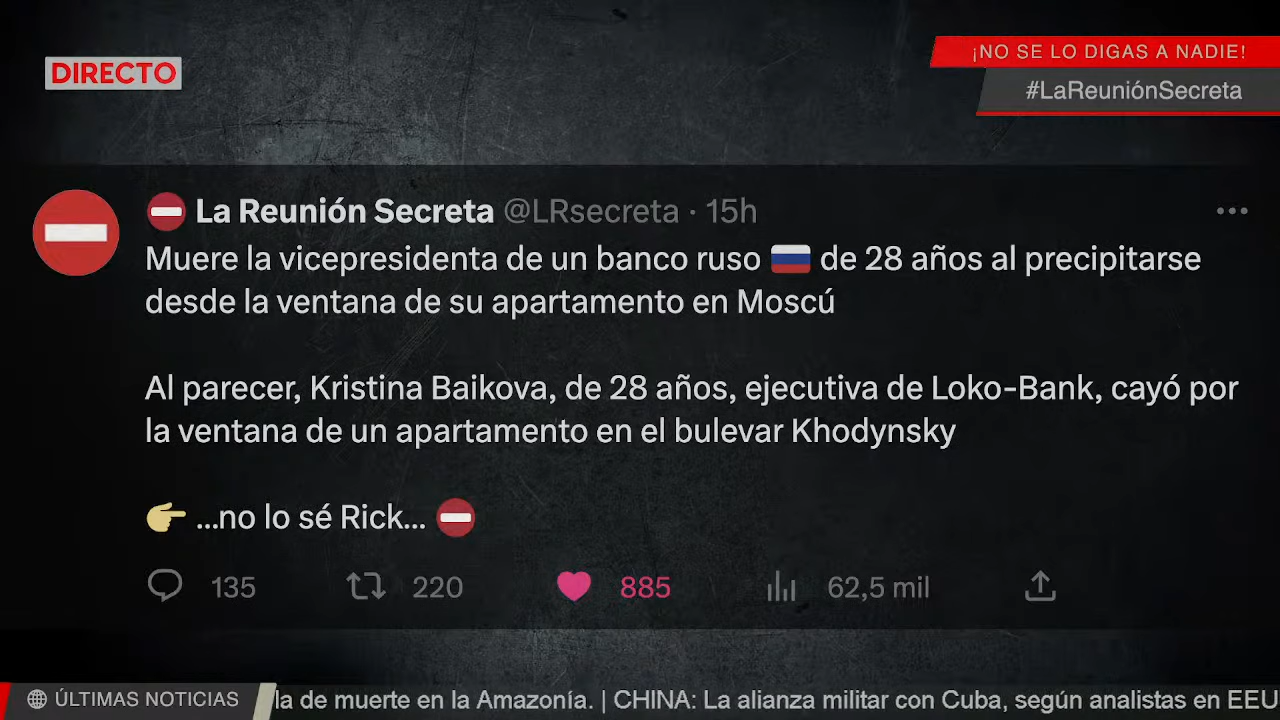 DIRECTO
¡NO SE LO DIGAS A NADIE!
#LaReuniónSecreta
La Reunión Secreta @LRsecreta · 15h
Muere la vicepresidenta de un banco ruso de 28 años al precipitarse
desde la ventana de su apartamento en Moscú
Al parecer, Kristina Baikova, de 28 años, ejecutiva de Loko-Bank, cayó por
la ventana de un apartamento en el bulevar Khodynsky
...no lo sé Rick...
135 220 885 62,5 mil
ÚLTIMAS NOTICIAS la de muerte en la Amazonía. | CHINA: La alianza militar con Cuba, según analistas en EEU